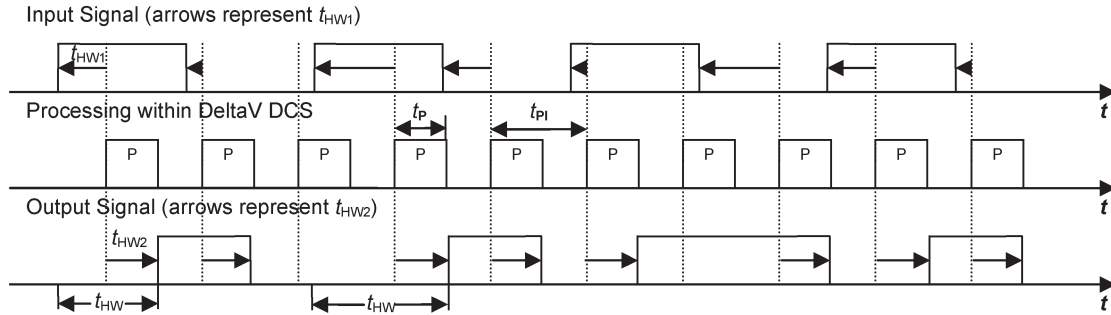 Input Signal (arrows represent tHW1)
tHW1
t
Processing within DeltaV DCS
tP
tPI
P P P P P P P P P P
t
Output Signal (arrows represent tHW2)
tHW2
t
tHW
tHW